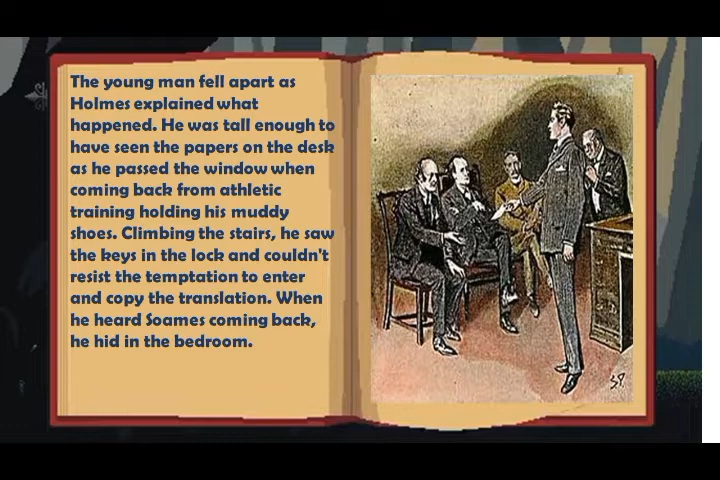 The young man fell apart as
Holmes explained what
happened. He was tall enough to
have seen the papers on the desk
as he passed the window when
coming back from athletic
training holding his muddy
shoes. Climbing the stairs, he saw
the keys in the lock and couldn't
resist the temptation to enter
and copy the translation. When
he heard Soames coming back,
he hid in the bedroom.
SP.